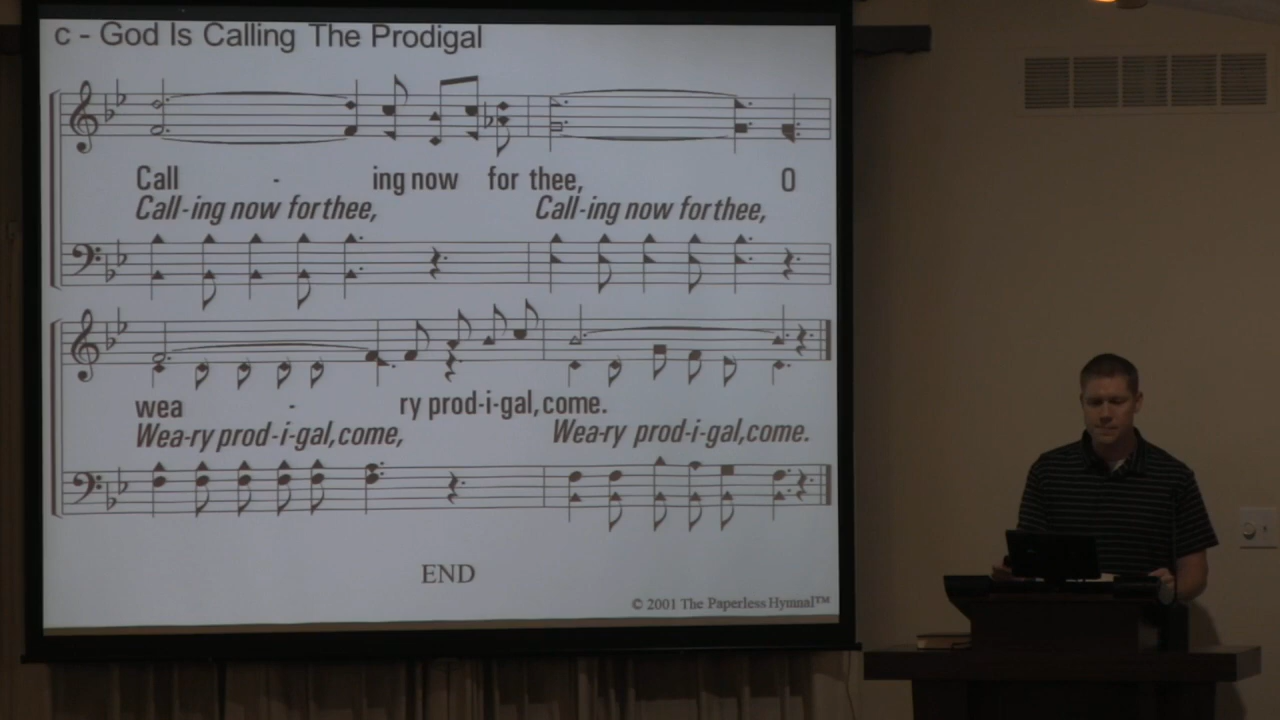 c - God Is Calling The Prodigal
Call - ing now for thee, O
Call-ing now for thee, Call-ing now for thee,
wea - ry prod-i-gal, come.
Wea-ry prod-i-gal, come, Wea-ry prod-i-gal, come.
END
© 2001 The Paperless Hymnal™